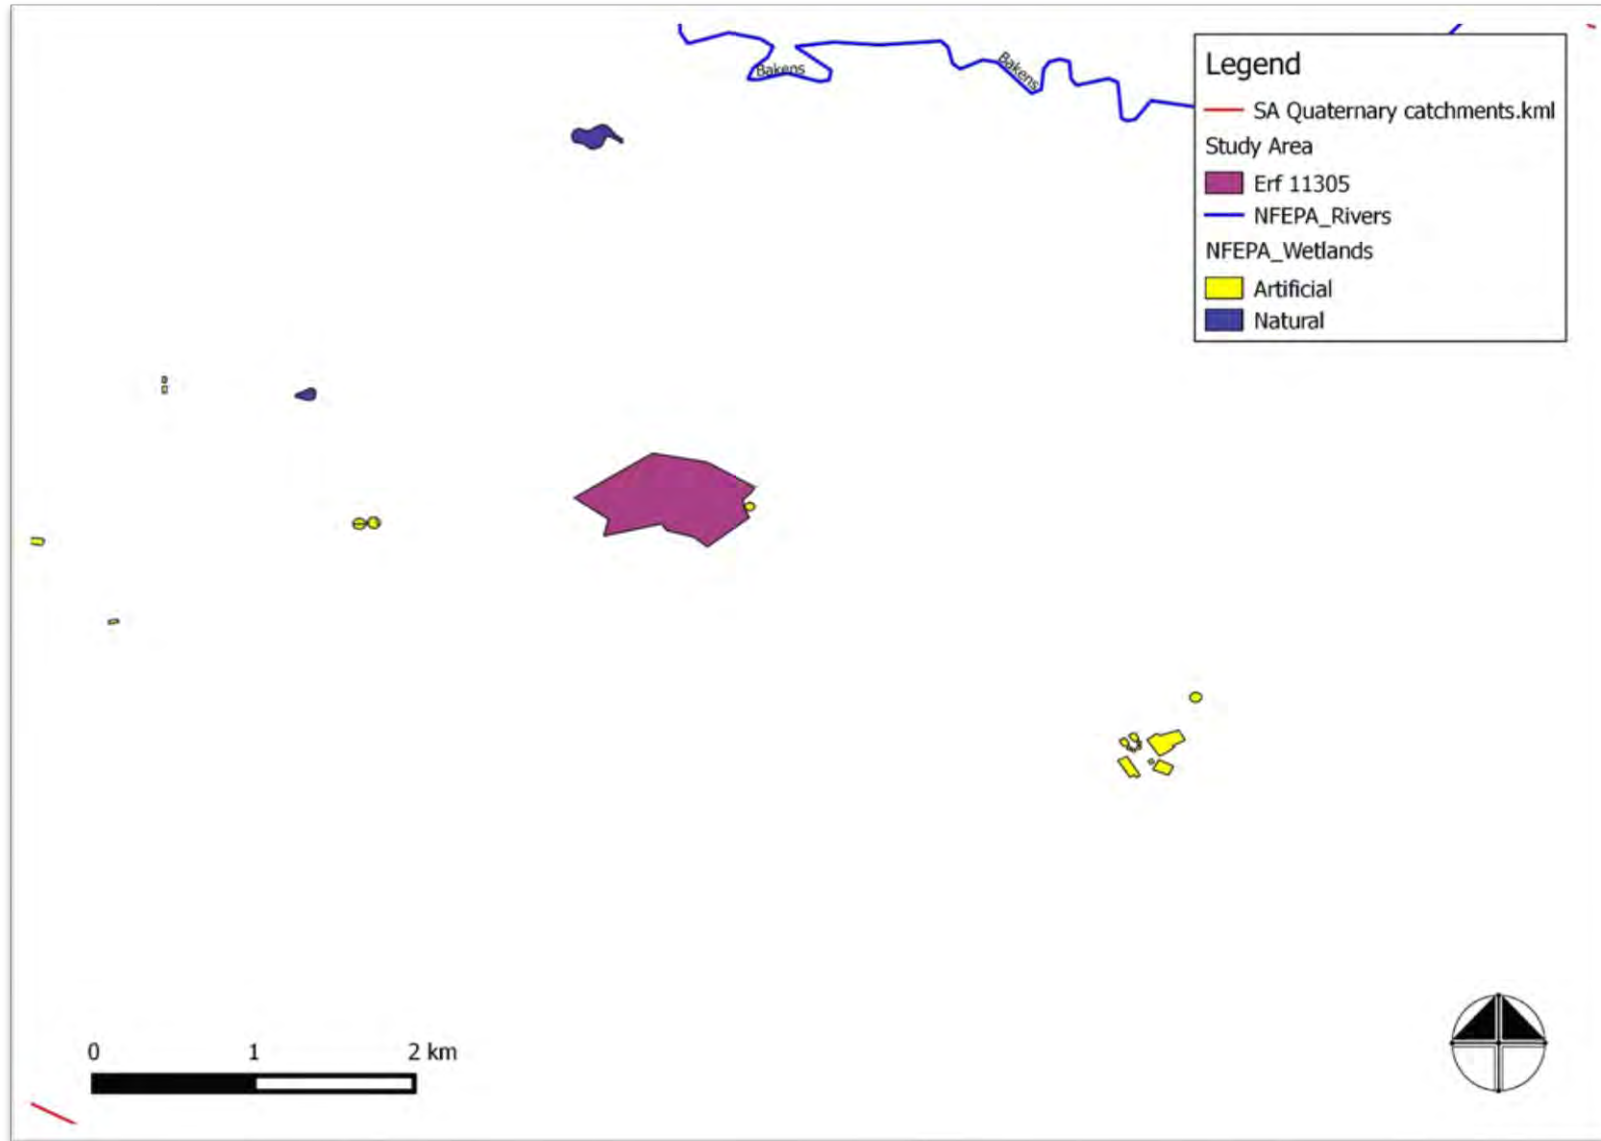 Bakens
Bakens
Legend
SA Quaternary catchments.kml
Study Area
Erf 11305
NFEPA_Rivers
NFEPA_Wetlands
Artificial
Natural
0 1 2 km